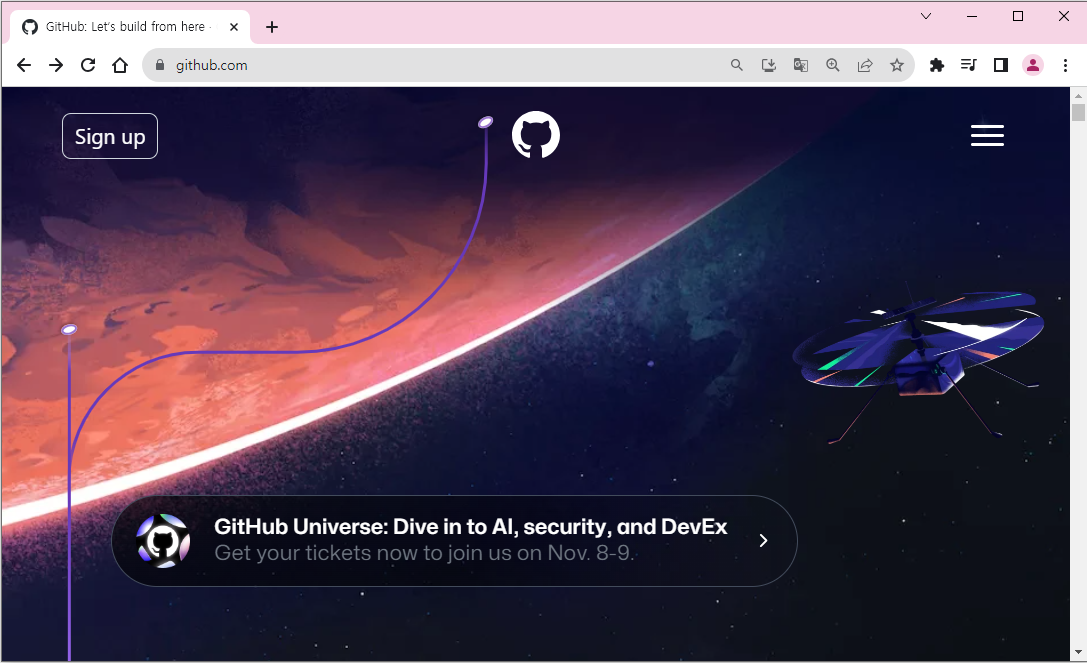 GitHub: Let's build from here ·
github.com
Sign up
GitHub Universe: Dive in to AI, security, and DevEx
Get your tickets now to join us on Nov. 8-9.